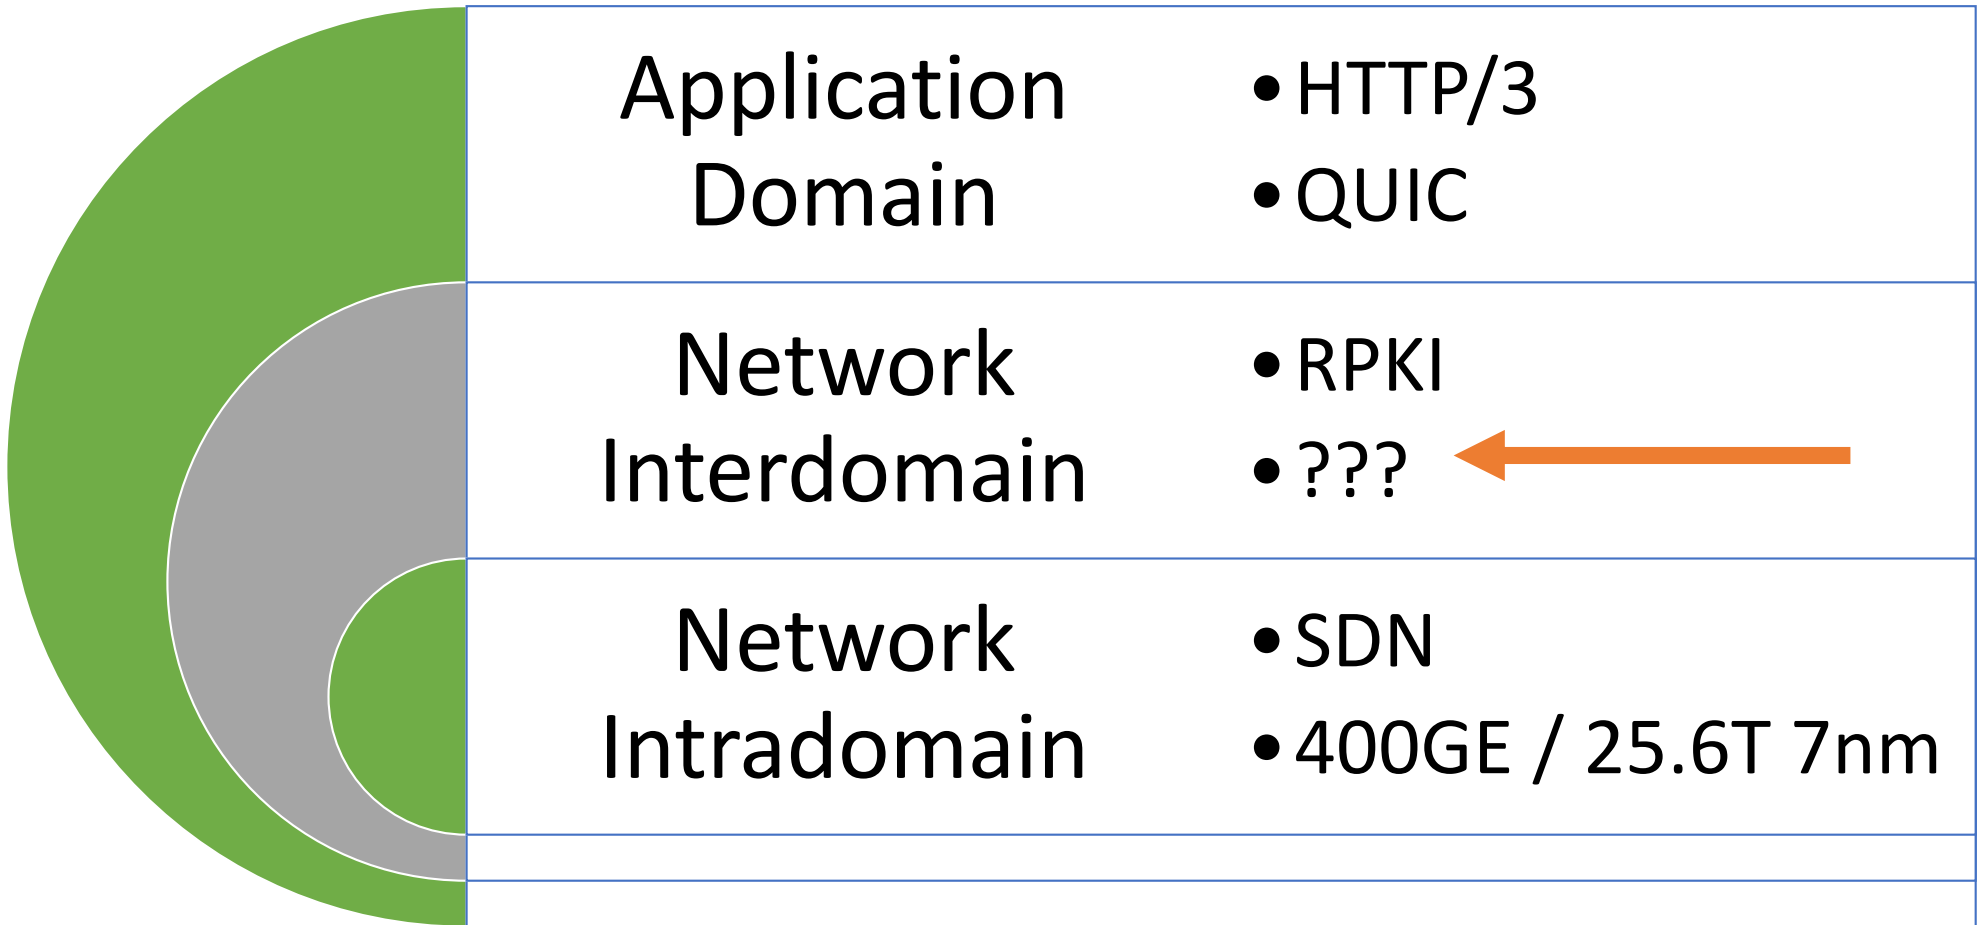 Application
Domain
• HTTP/3
• QUIC
Network
Interdomain
• RPKI
• ???
Network
Intradomain
• SDN
• 400GE / 25.6T 7nm